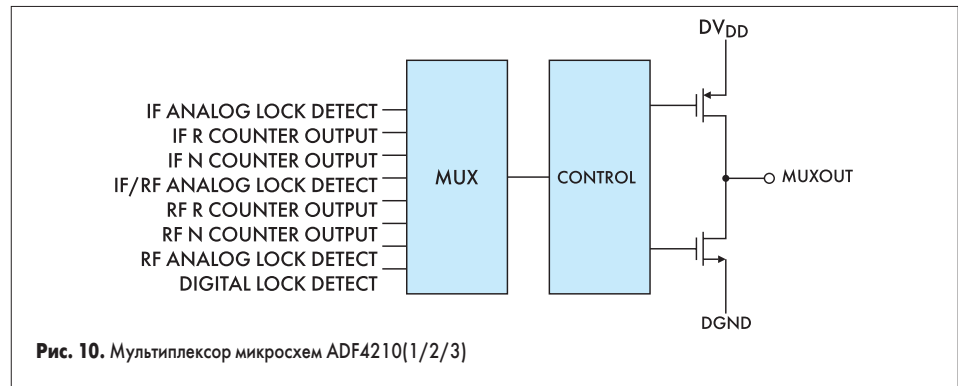 DVDD
IF ANALOG LOCK DETECT
IF R COUNTER OUTPUT
IF N COUNTER OUTPUT
IF/RF ANALOG LOCK DETECT
RF R COUNTER OUTPUT
RF N COUNTER OUTPUT
RF ANALOG LOCK DETECT
DIGITAL LOCK DETECT
MUX
CONTROL
MUXOUT
DGND
Рис. 10. Мультиплексор микросхем ADF4210(1/2/3)